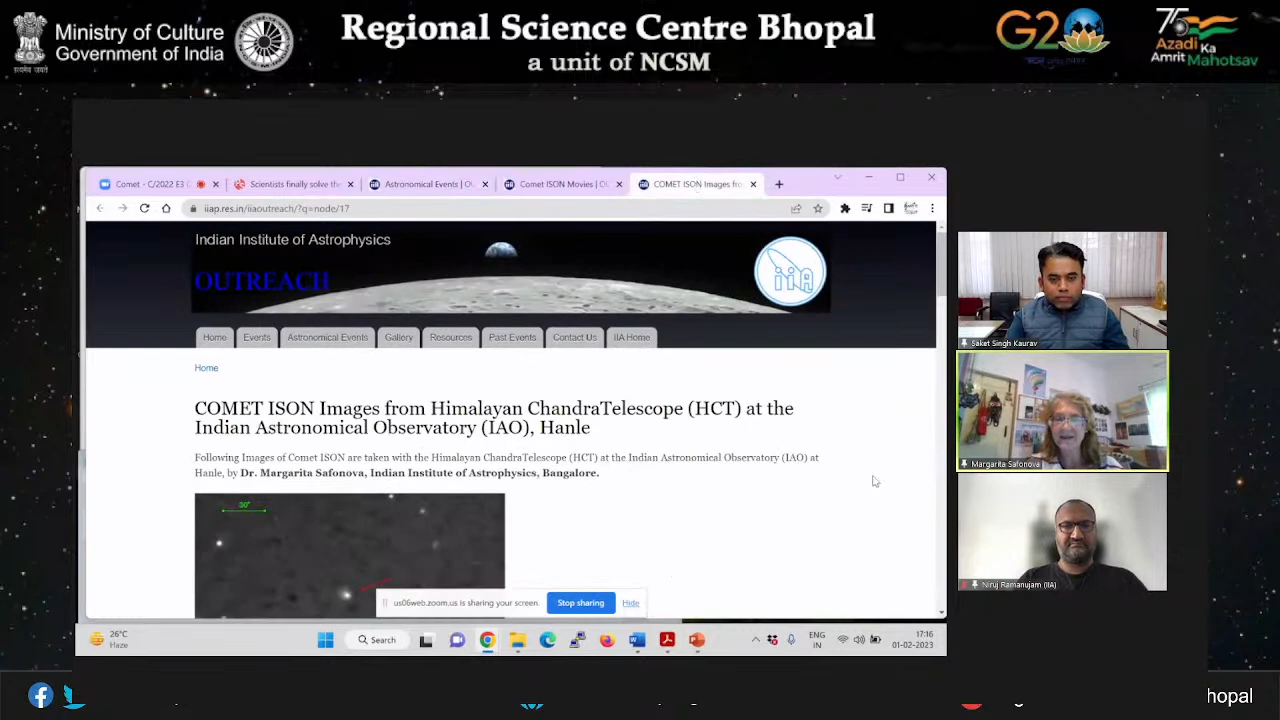 Ministry of Culture
Government of India
सत्यमेव जयते
Regional Science Centre Bhopal
a unit of NCSM
G20
75
Azadi Ka
Amrit Mahotsav
Comet - C/2022 E3 (
Scientists finally solve the
Astronomical Events | O
Comet ISON Movies | O
COMET ISON Images fro
iiap.res.in/iiaoutreach/?q=node/17
Indian Institute of Astrophysics
OUTREACH
iiA
Home
Events
Astronomical Events
Gallery
Resources
Past Events
Contact Us
IIA Home
Home
COMET ISON Images from Himalayan ChandraTelescope (HCT) at the
Indian Astronomical Observatory (IAO), Hanle
Following Images of Comet ISON are taken with the Himalayan ChandraTelescope (HCT) at the Indian Astronomical Observatory (IAO) at
Hanle, by Dr. Margarita Safonova, Indian Institute of Astrophysics, Bangalore.
30"
us06web.zoom.us is sharing your screen.
Stop sharing
Hide
26°C
Haze
Search
ENG
IN
17:16
01-02-2023
Saket Singh Kaurav
Margarita Safonova
Niruj Ramanujam (IIA)
hopal